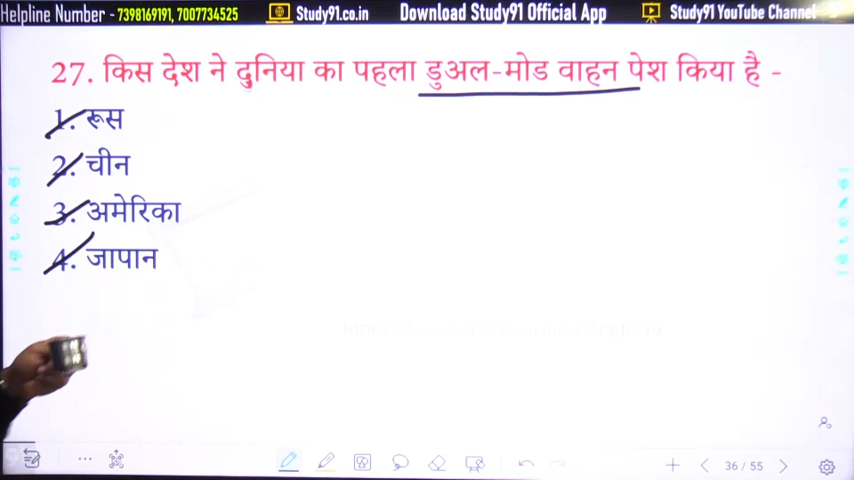 Helpline Number - 7398169191, 7007734525 Study91.co.in Download Study91 Official App Study91 YouTube Channel
27. किस देश ने दुनिया का पहला डुअल-मोड वाहन पेश किया है -
1. रूस
2. चीन
3. अमेरिका
4. जापान
36 / 55